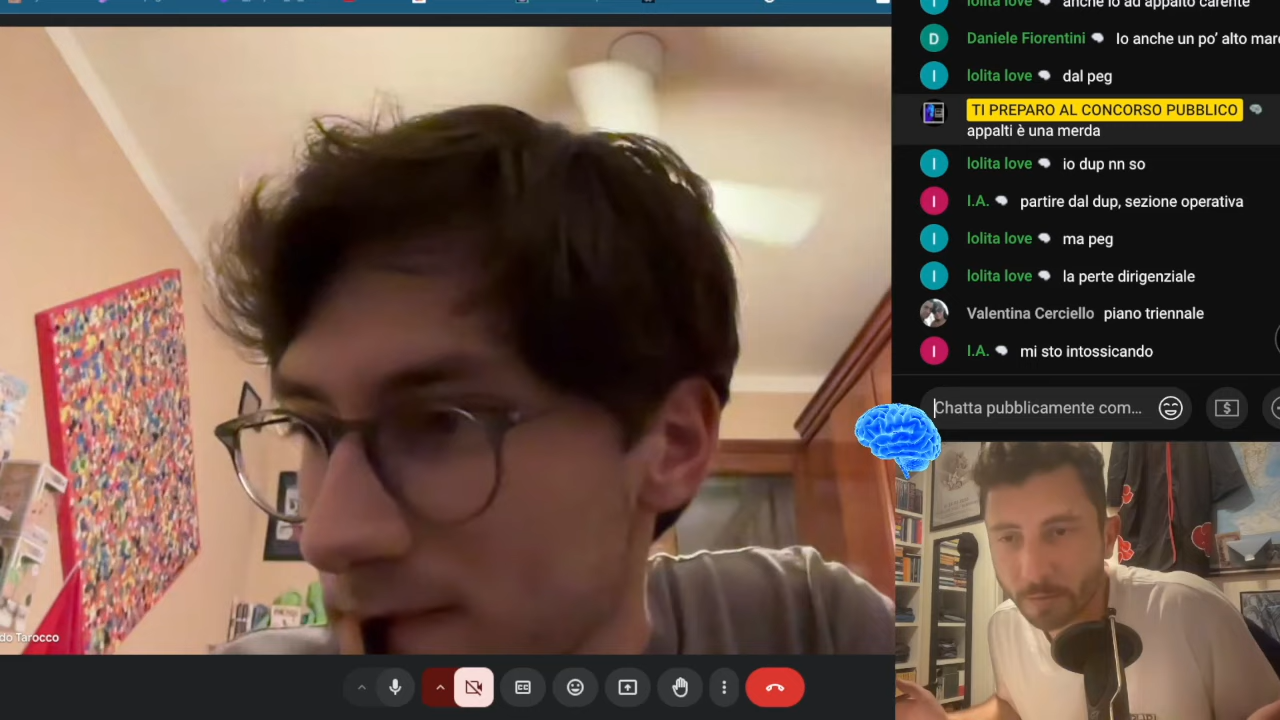 lolita love anche io ad appalto carente
Daniele Fiorentini Io anche un po' alto mare
lolita love dal peg
TI PREPARO AL CONCORSO PUBBLICO
appalti è una merda
lolita love io dup nn so
I.A. partire dal dup, sezione operativa
lolita love ma peg
lolita love la perte dirigenziale
Valentina Cerciello piano triennale
I.A. mi sto intossicando
Chatta pubblicamente com...
do Tarocco